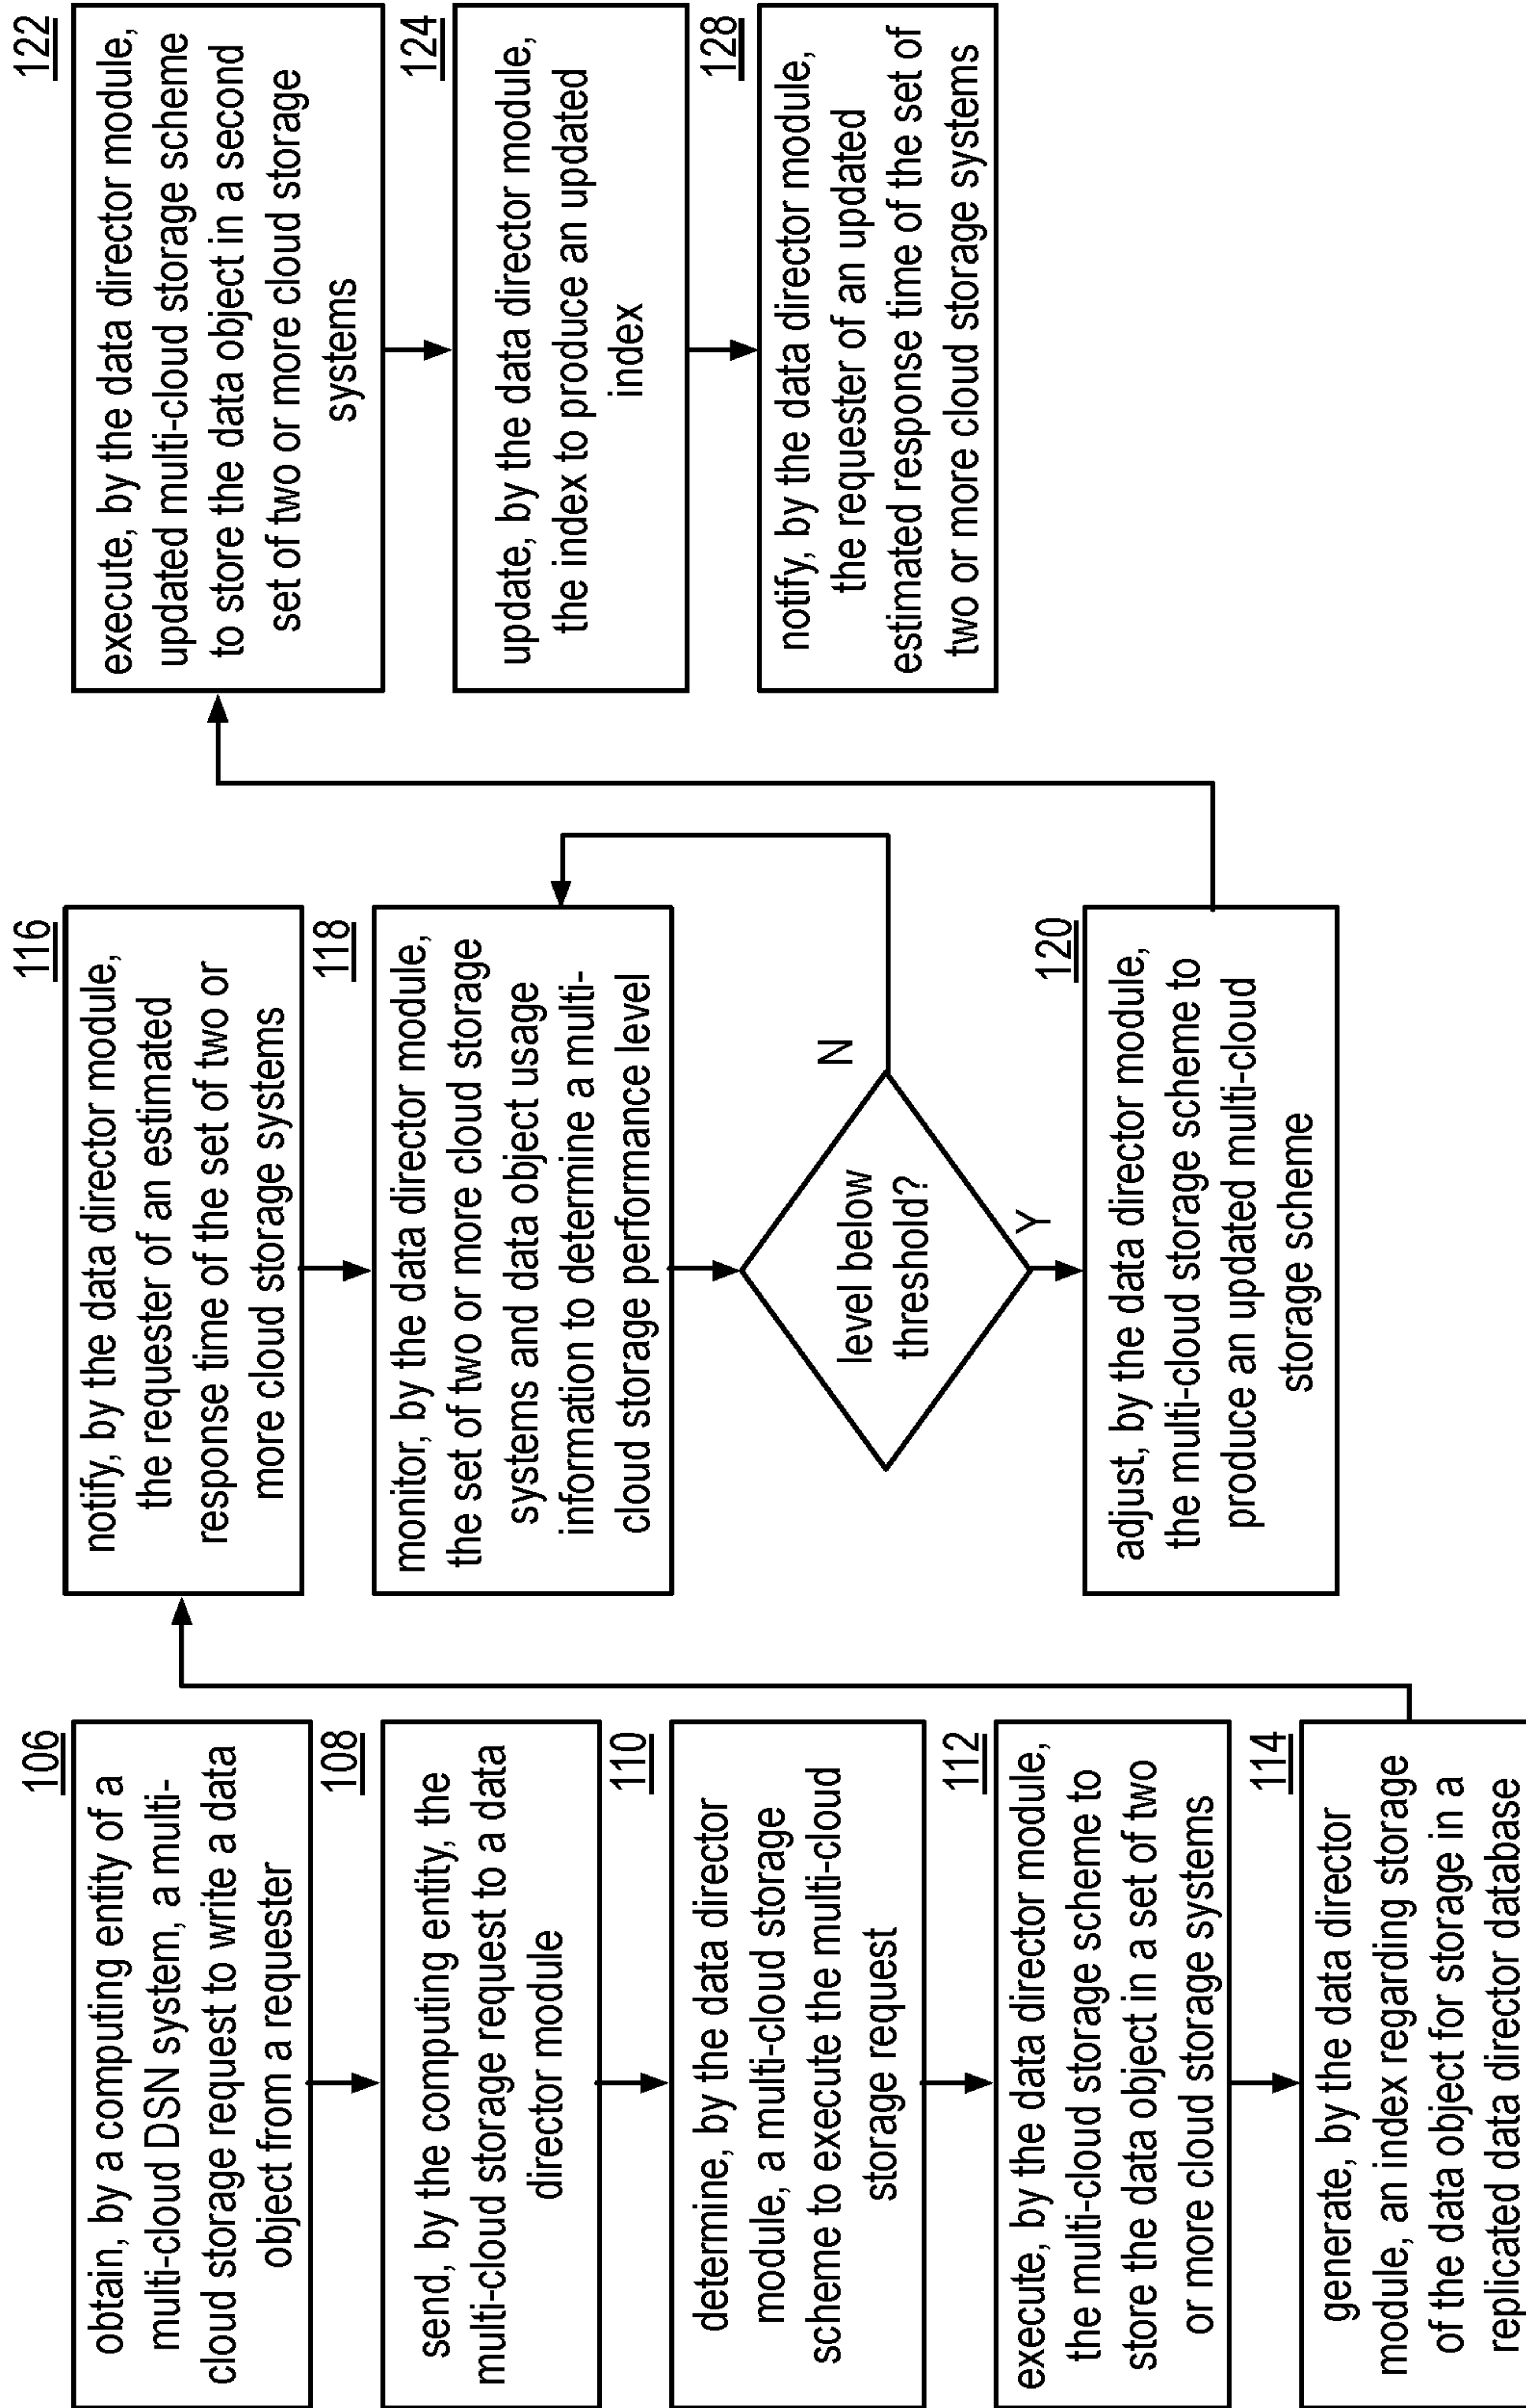 106
obtain, by a computing entity of a
multi-cloud DSN system, a multi-
cloud storage request to write a data
object from a requester
108
send, by the computing entity, the
multi-cloud storage request to a data
director module
110
determine, by the data director
module, a multi-cloud storage
scheme to execute the multi-cloud
storage request
112
execute, by the data director module,
the multi-cloud storage scheme to
store the data object in a set of two
or more cloud storage systems
114
generate, by the data director
module, an index regarding storage
of the data object for storage in a
replicated data director database
116
notify, by the data director module,
the requester of an estimated
response time of the set of two or
more cloud storage systems
118
monitor, by the data director module,
the set of two or more cloud storage
systems and data object usage
information to determine a multi-
cloud storage performance level
level below
threshold?
N
Y
120
adjust, by the data director module,
the multi-cloud storage scheme to
produce an updated multi-cloud
storage scheme
122
execute, by the data director module,
updated multi-cloud storage scheme
to store the data object in a second
set of two or more cloud storage
systems
124
update, by the data director module,
the index to produce an updated
index
128
notify, by the data director module,
the requester of an updated
estimated response time of the set of
two or more cloud storage systems